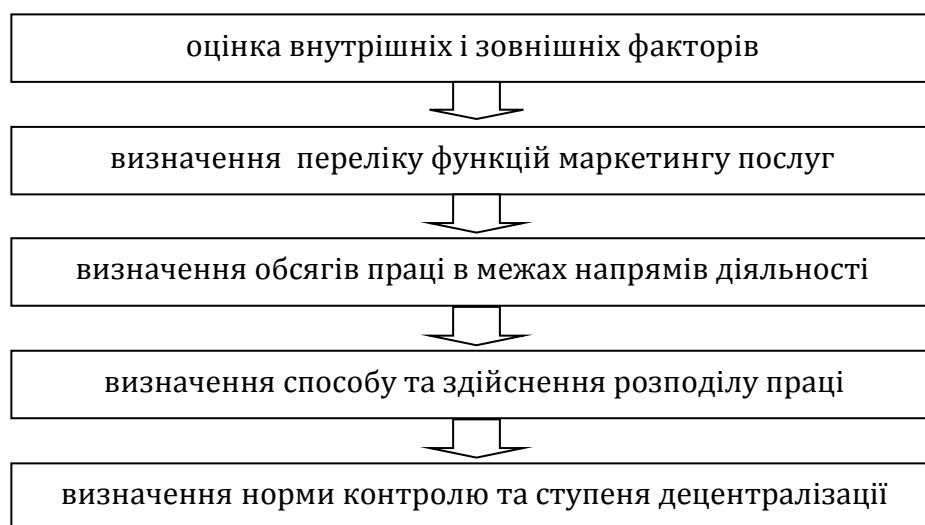 оцінка внутрішніх і зовнішніх факторів
визначення переліку функцій маркетингу послуг
визначення обсягів праці в межах напрямів діяльності
визначення способу та здійснення розподілу праці
визначення норми контролю та ступеня децентралізації